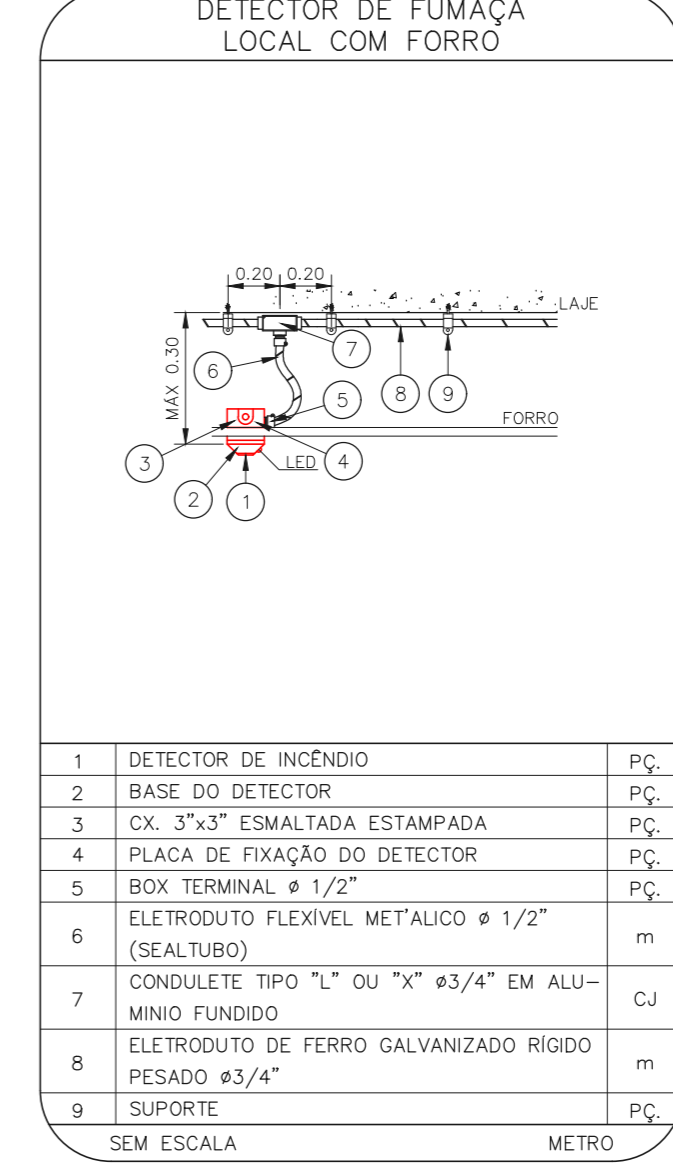 DETECTOR DE FUMAÇA
LOCAL COM FORRO
0.20 0.20
LAJE
MÁX 0.30
7
6
5
8
9
FORRO
3
LED
4
2
1
1 DETECTOR DE INCÊNDIO PÇ.
2 BASE DO DETECTOR PÇ.
3 CX. 3"x3" ESMALTADA ESTAMPADA PÇ.
4 PLACA DE FIXAÇÃO DO DETECTOR PÇ.
5 BOX TERMINAL ø 1/2" PÇ.
6 ELETRODUTO FLEXÍVEL MET'ALICO ø 1/2"
(SEALTUBO) m
7 CONDULETE TIPO "L" OU "X" ø3/4" EM ALU-
MINIO FUNDIDO CJ
8 ELETRODUTO DE FERRO GALVANIZADO RÍGIDO
PESADO ø3/4" m
9 SUPORTE PÇ.
SEM ESCALA METRO